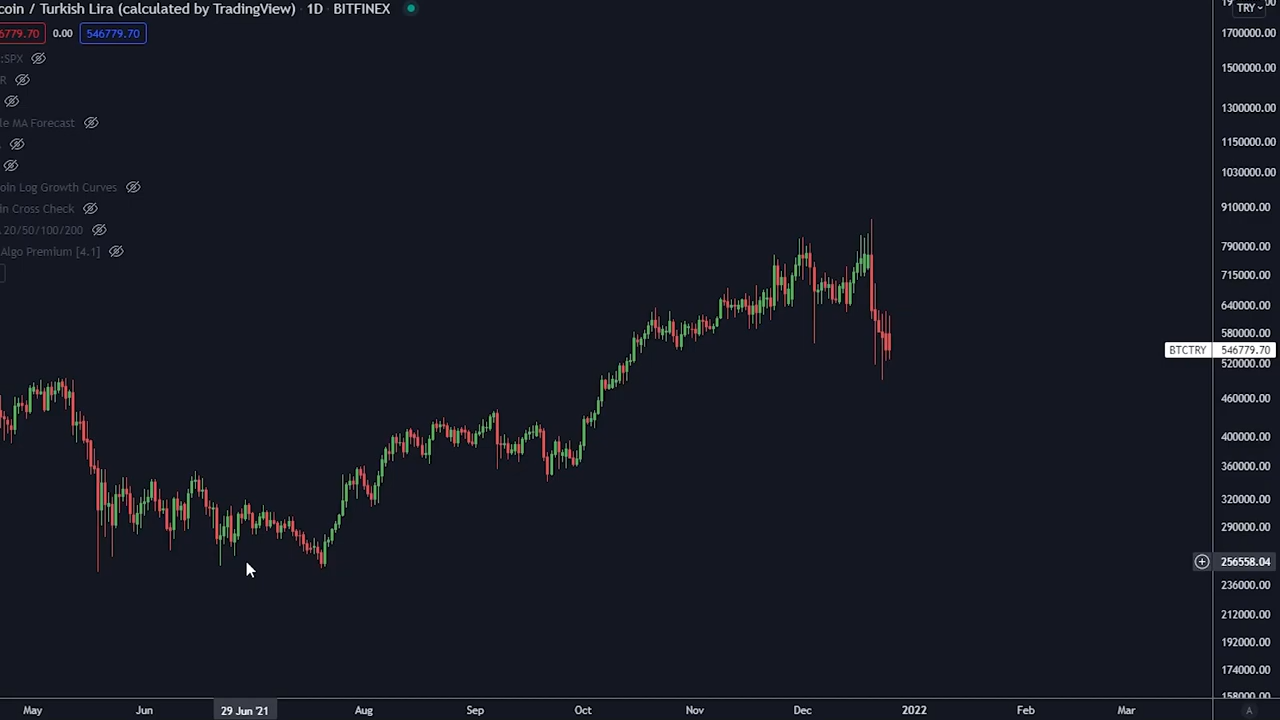 coin / Turkish Lira (calculated by TradingView) · 1D · BITFINEX
546779.70 0.00 546779.70
:SPX
R
le MA Forecast
oin Log Growth Curves
in Cross Check
20/50/100/200
Algo Premium [4.1]
TRY
1700000.00
1500000.00
1300000.00
1150000.00
1030000.00
910000.00
790000.00
715000.00
640000.00
580000.00
BTCTRY 546779.70
520000.00
460000.00
400000.00
360000.00
320000.00
290000.00
256558.04
236000.00
212000.00
192000.00
174000.00
158000.00
May Jun 29 Jun '21 Aug Sep Oct Nov Dec 2022 Feb Mar A